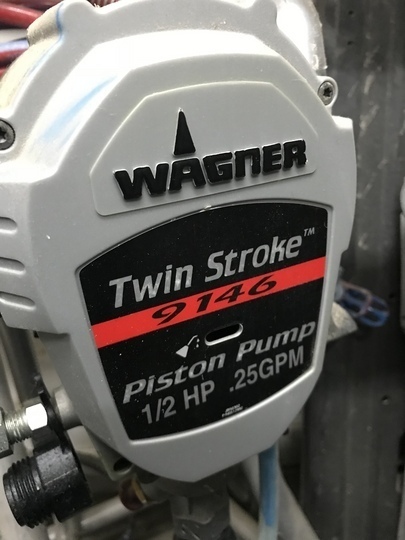 WAGNER
Twin Stroke™
9146
Piston Pump
1/2 HP .25GPM